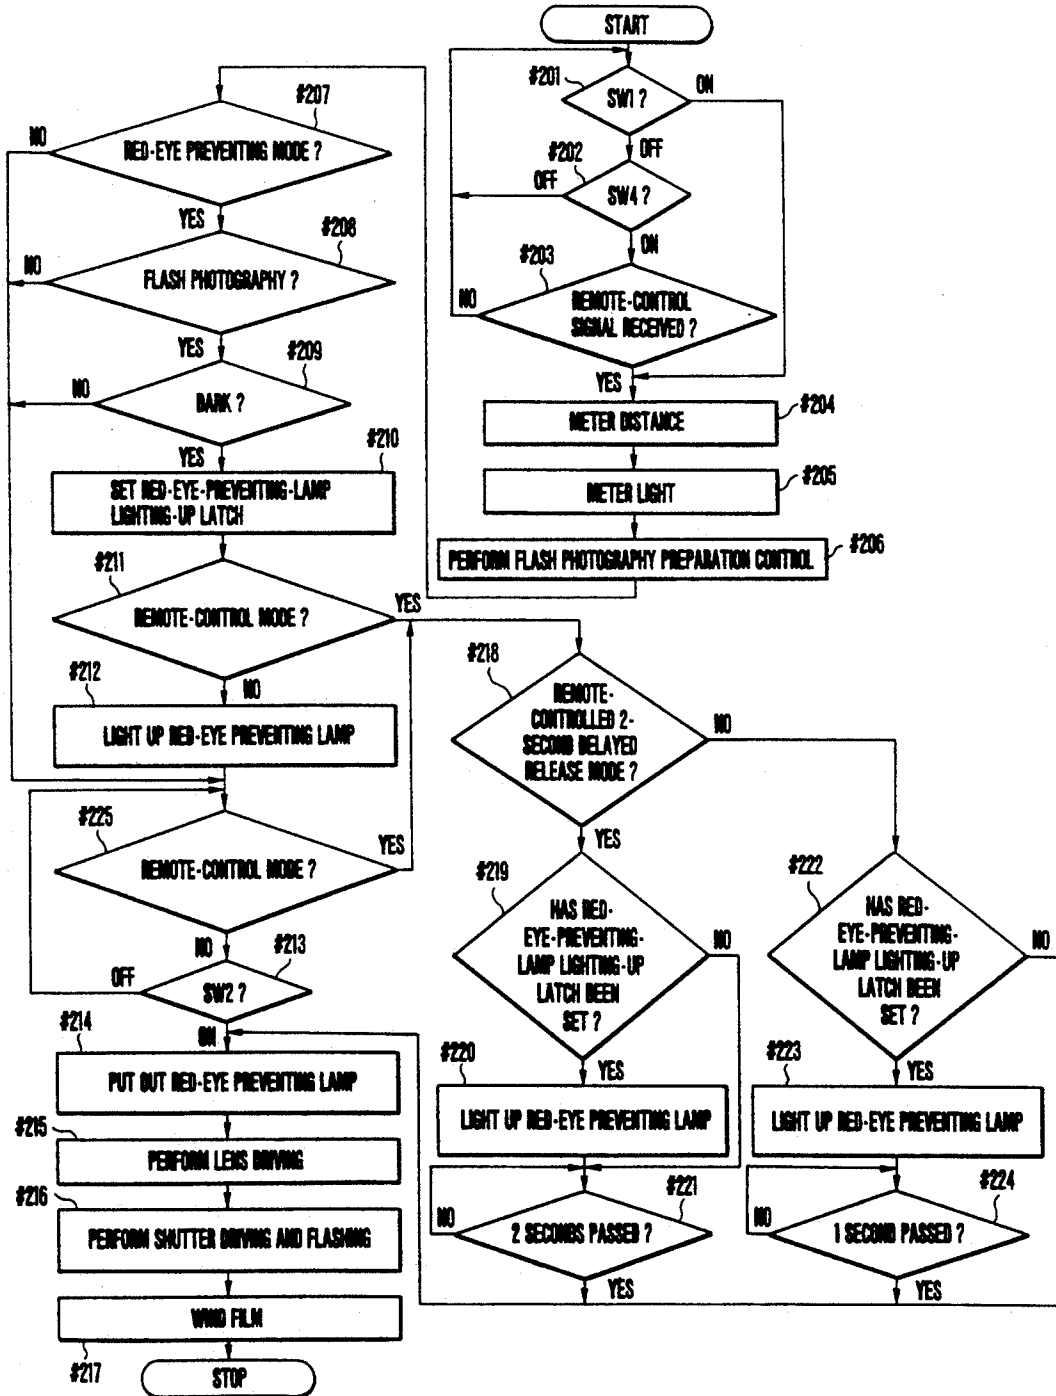 START
#201
SW1 ?
ON
OFF
#202
SW4 ?
OFF
ON
#203
REMOTE-CONTROL
SIGNAL RECEIVED ?
NO
YES
METER DISTANCE
#204
METER LIGHT
#205
PERFORM FLASH PHOTOGRAPHY PREPARATION CONTROL
#206
#207
RED-EYE PREVENTING MODE ?
NO
YES
#208
FLASH PHOTOGRAPHY ?
NO
YES
#209
DARK ?
NO
YES
#210
SET RED-EYE-PREVENTING-LAMP
LIGHTING-UP LATCH
#211
REMOTE-CONTROL MODE ?
YES
NO
#212
LIGHT UP RED-EYE PREVENTING LAMP
#225
REMOTE-CONTROL MODE ?
YES
NO
#213
SW2 ?
OFF
ON
#214
PUT OUT RED-EYE PREVENTING LAMP
#215
PERFORM LENS DRIVING
#216
PERFORM SHUTTER DRIVING AND FLASHING
WIND FILM
#217
STOP
#218
REMOTE-
CONTROLLED 2-
SECOND DELAYED
RELEASE MODE ?
NO
YES
#219
HAS RED-
EYE-PREVENTING-
LAMP LIGHTING-UP
LATCH BEEN
SET ?
NO
YES
#220
LIGHT UP RED-EYE PREVENTING LAMP
#221
2 SECONDS PASSED ?
NO
YES
#222
HAS RED-
EYE-PREVENTING-
LAMP LIGHTING-UP
LATCH BEEN
SET ?
NO
YES
#223
LIGHT UP RED-EYE PREVENTING LAMP
#224
1 SECOND PASSED ?
NO
YES